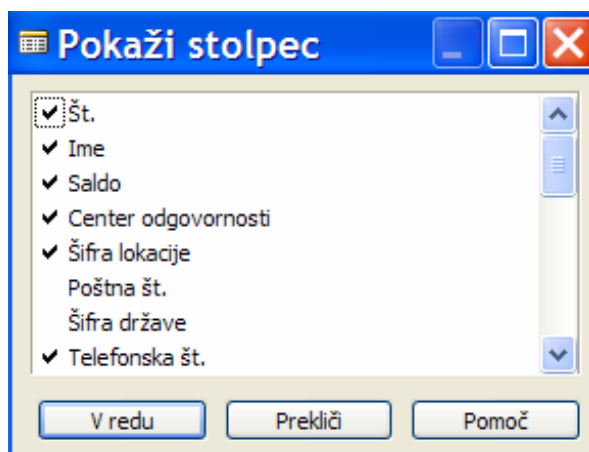 Pokaži stolpec
Št.
Ime
Saldo
Center odgovornosti
Šifra lokacije
Poštna št.
Šifra države
Telefonska št.
V redu Prekliči Pomoč